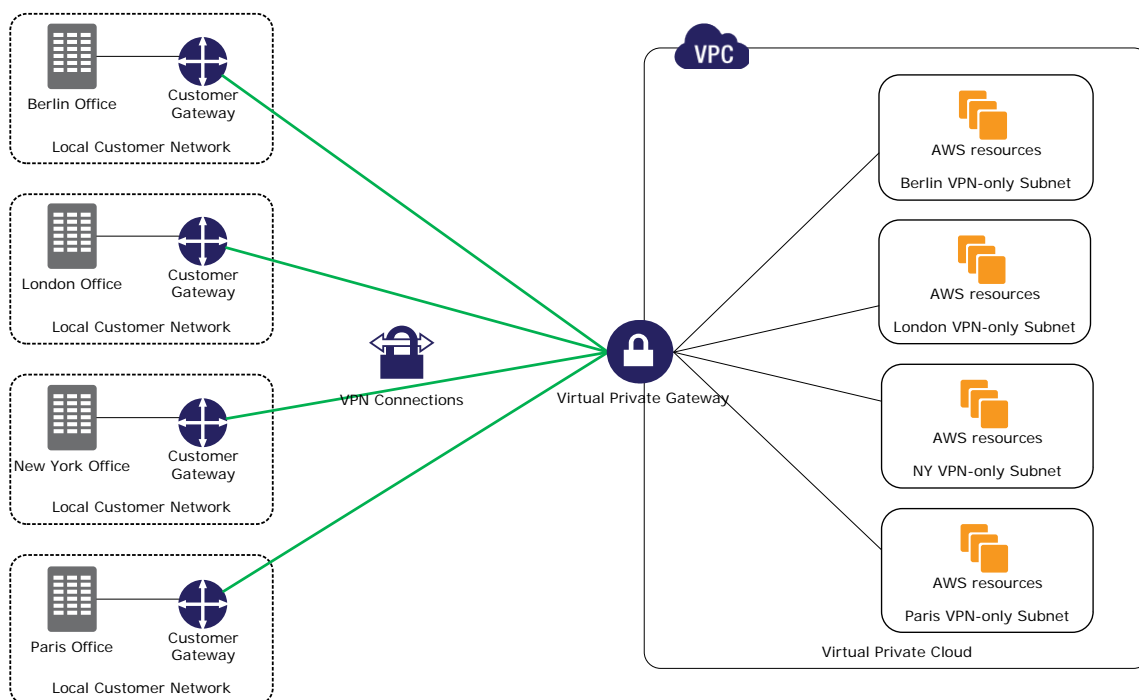 Berlin Office
Customer
Gateway
Local Customer Network
London Office
Customer
Gateway
Local Customer Network
New York Office
Customer
Gateway
Local Customer Network
Paris Office
Customer
Gateway
Local Customer Network
VPN Connections
Virtual Private Gateway
VPC
AWS resources
Berlin VPN-only Subnet
AWS resources
London VPN-only Subnet
AWS resources
NY VPN-only Subnet
AWS resources
Paris VPN-only Subnet
Virtual Private Cloud